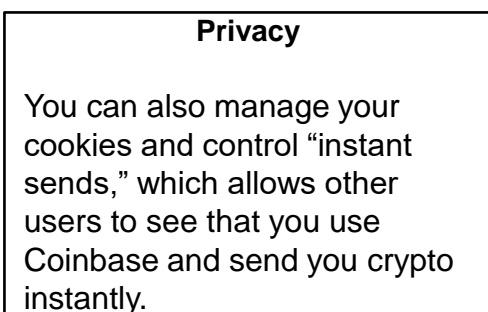 Privacy
You can also manage your
cookies and control “instant
sends,” which allows other
users to see that you use
Coinbase and send you crypto
instantly.